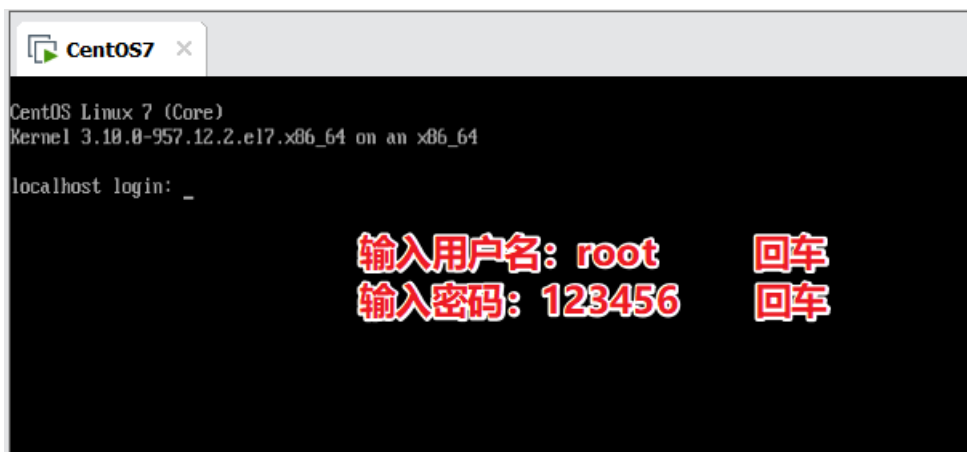 CentOS7
CentOS Linux 7 (Core)
Kernel 3.10.0-957.12.2.el7.x86_64 on an x86_64
localhost login: _
输入用户名：root 回车
输入密码：123456 回车